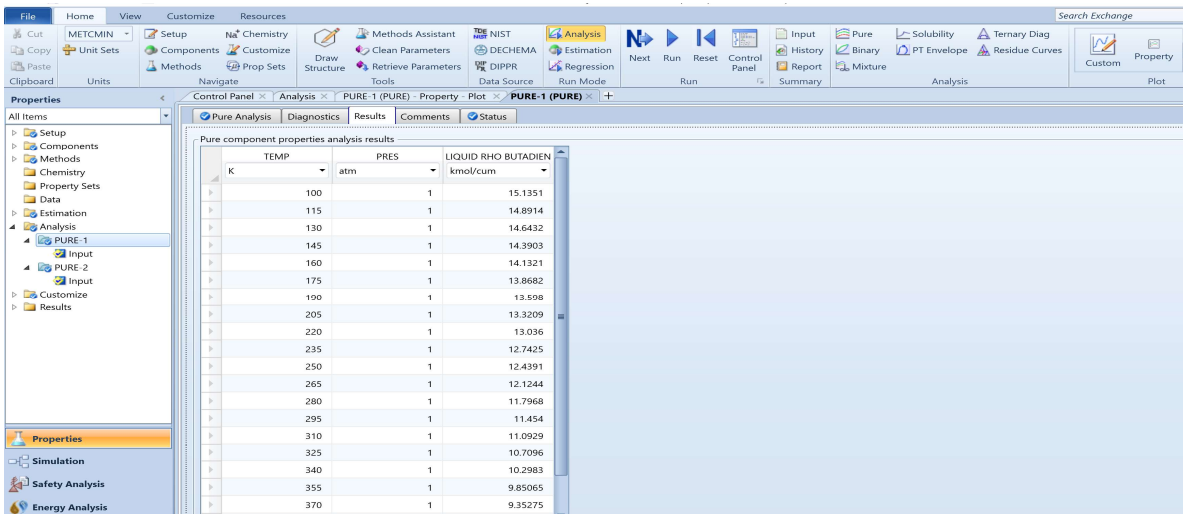 File Home View Customize Resources Search Exchange
Cut METCMIN Setup Na+ Chemistry Methods Assistant NIST Analysis Input Pure Solubility Ternary Diag
Copy Unit Sets Components Customize Clean Parameters DECHEMA Estimation History Binary PT Envelope Residue Curves
Paste Methods Prop Sets Draw Structure Retrieve Parameters DIPPR Regression Next Run Reset Control Panel Report Mixture Custom Property
Clipboard Units Navigate Tools Data Source Run Mode Run Summary Analysis Plot
Properties Control Panel Analysis PURE-1 (PURE) - Property - Plot PURE-1 (PURE) +
All Items Pure Analysis Diagnostics Results Comments Status
Setup
Components
Methods
Chemistry
Property Sets
Data
Estimation
Analysis
PURE-1
Input
PURE-2
Input
Customize
Results
Properties
Simulation
Safety Analysis
Energy Analysis
Pure component properties analysis results
TEMP PRES LIQUID RHO BUTADIEN
K atm kmol/cum
100 1 15.1351
115 1 14.8914
130 1 14.6432
145 1 14.3903
160 1 14.1321
175 1 13.8682
190 1 13.598
205 1 13.3209
220 1 13.036
235 1 12.7425
250 1 12.4391
265 1 12.1244
280 1 11.7968
295 1 11.454
310 1 11.0929
325 1 10.7096
340 1 10.2983
355 1 9.85065
370 1 9.35275